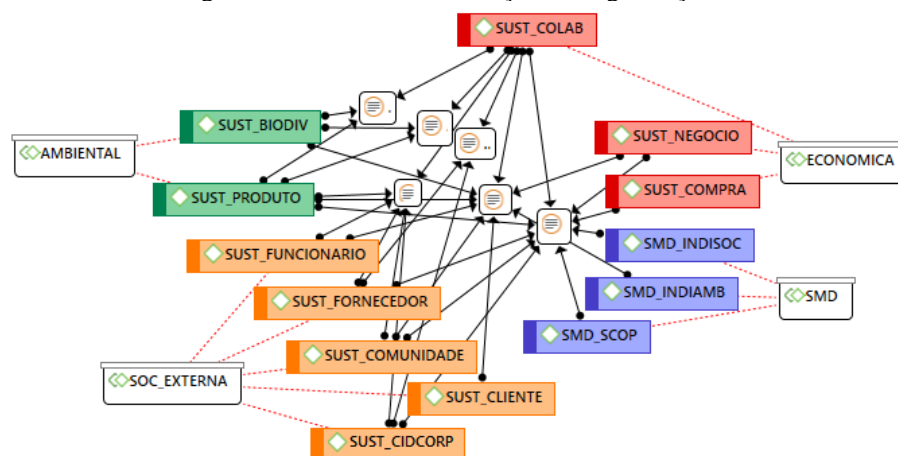 SUST_COLAB
SUST_BIODIV
SUST_NEGOCIO
AMBIENTAL
ECONOMICA
SUST_PRODUTO
SUST_COMPRA
SUST_FUNCIONARIO
SMD_INDISOC
SUST_FORNECEDOR
SMD_INDIAMB
SMD
SMD_SCOP
SUST_COMUNIDADE
SOC_EXTERNA
SUST_CLIENTE
SUST_CIDCORP